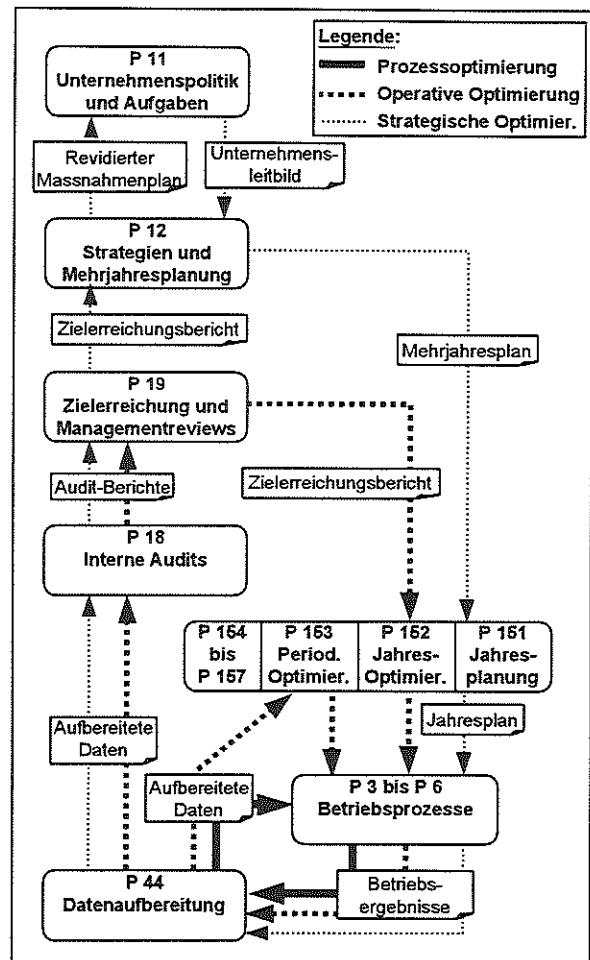 Legende:
Prozessoptimierung
Operative Optimierung
Strategische Optimier.
P 11
Unternehmenspolitik
und Aufgaben
Revidierter
Massnahmenplan
Unternehmens-
leitbild
P 12
Strategien und
Mehrjahresplanung
Zielerreichungsbericht
Mehrjahresplan
P 19
Zielerreichung und
Managementreviews
Audit-Berichte
Zielerreichungsbericht
P 18
Interne Audits
P 154
bis
P 157
P 153
Period.
Optimier.
P 152
Jahres-
Optimier.
P 151
Jahres-
planung
Jahresplan
Aufbereitete
Daten
Aufbereitete
Daten
P 3 bis P 6
Betriebsprozesse
P 44
Datenaufbereitung
Betriebs-
ergebnisse